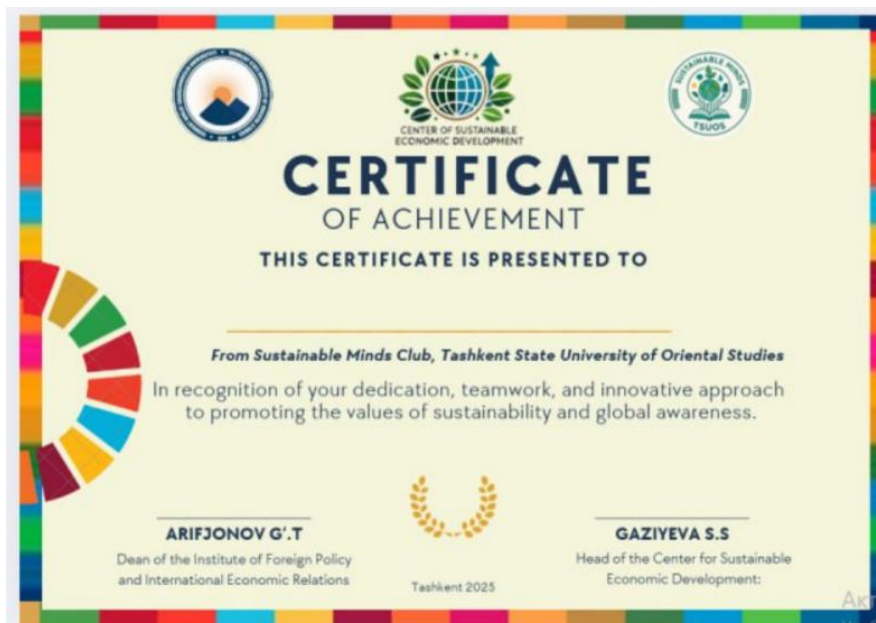 CENTER OF SUSTAINABLE
ECONOMIC DEVELOPMENT
SUSTAINABLE MINDS
TSUOS
CERTIFICATE
OF ACHIEVEMENT
THIS CERTIFICATE IS PRESENTED TO
From Sustainable Minds Club, Tashkent State University of Oriental Studies
In recognition of your dedication, teamwork, and innovative approach
to promoting the values of sustainability and global awareness.
ARIFJONOV G'.T
Dean of the Institute of Foreign Policy
and International Economic Relations
Tashkent 2025
GAZIYEVA S.S
Head of the Center for Sustainable
Economic Development: